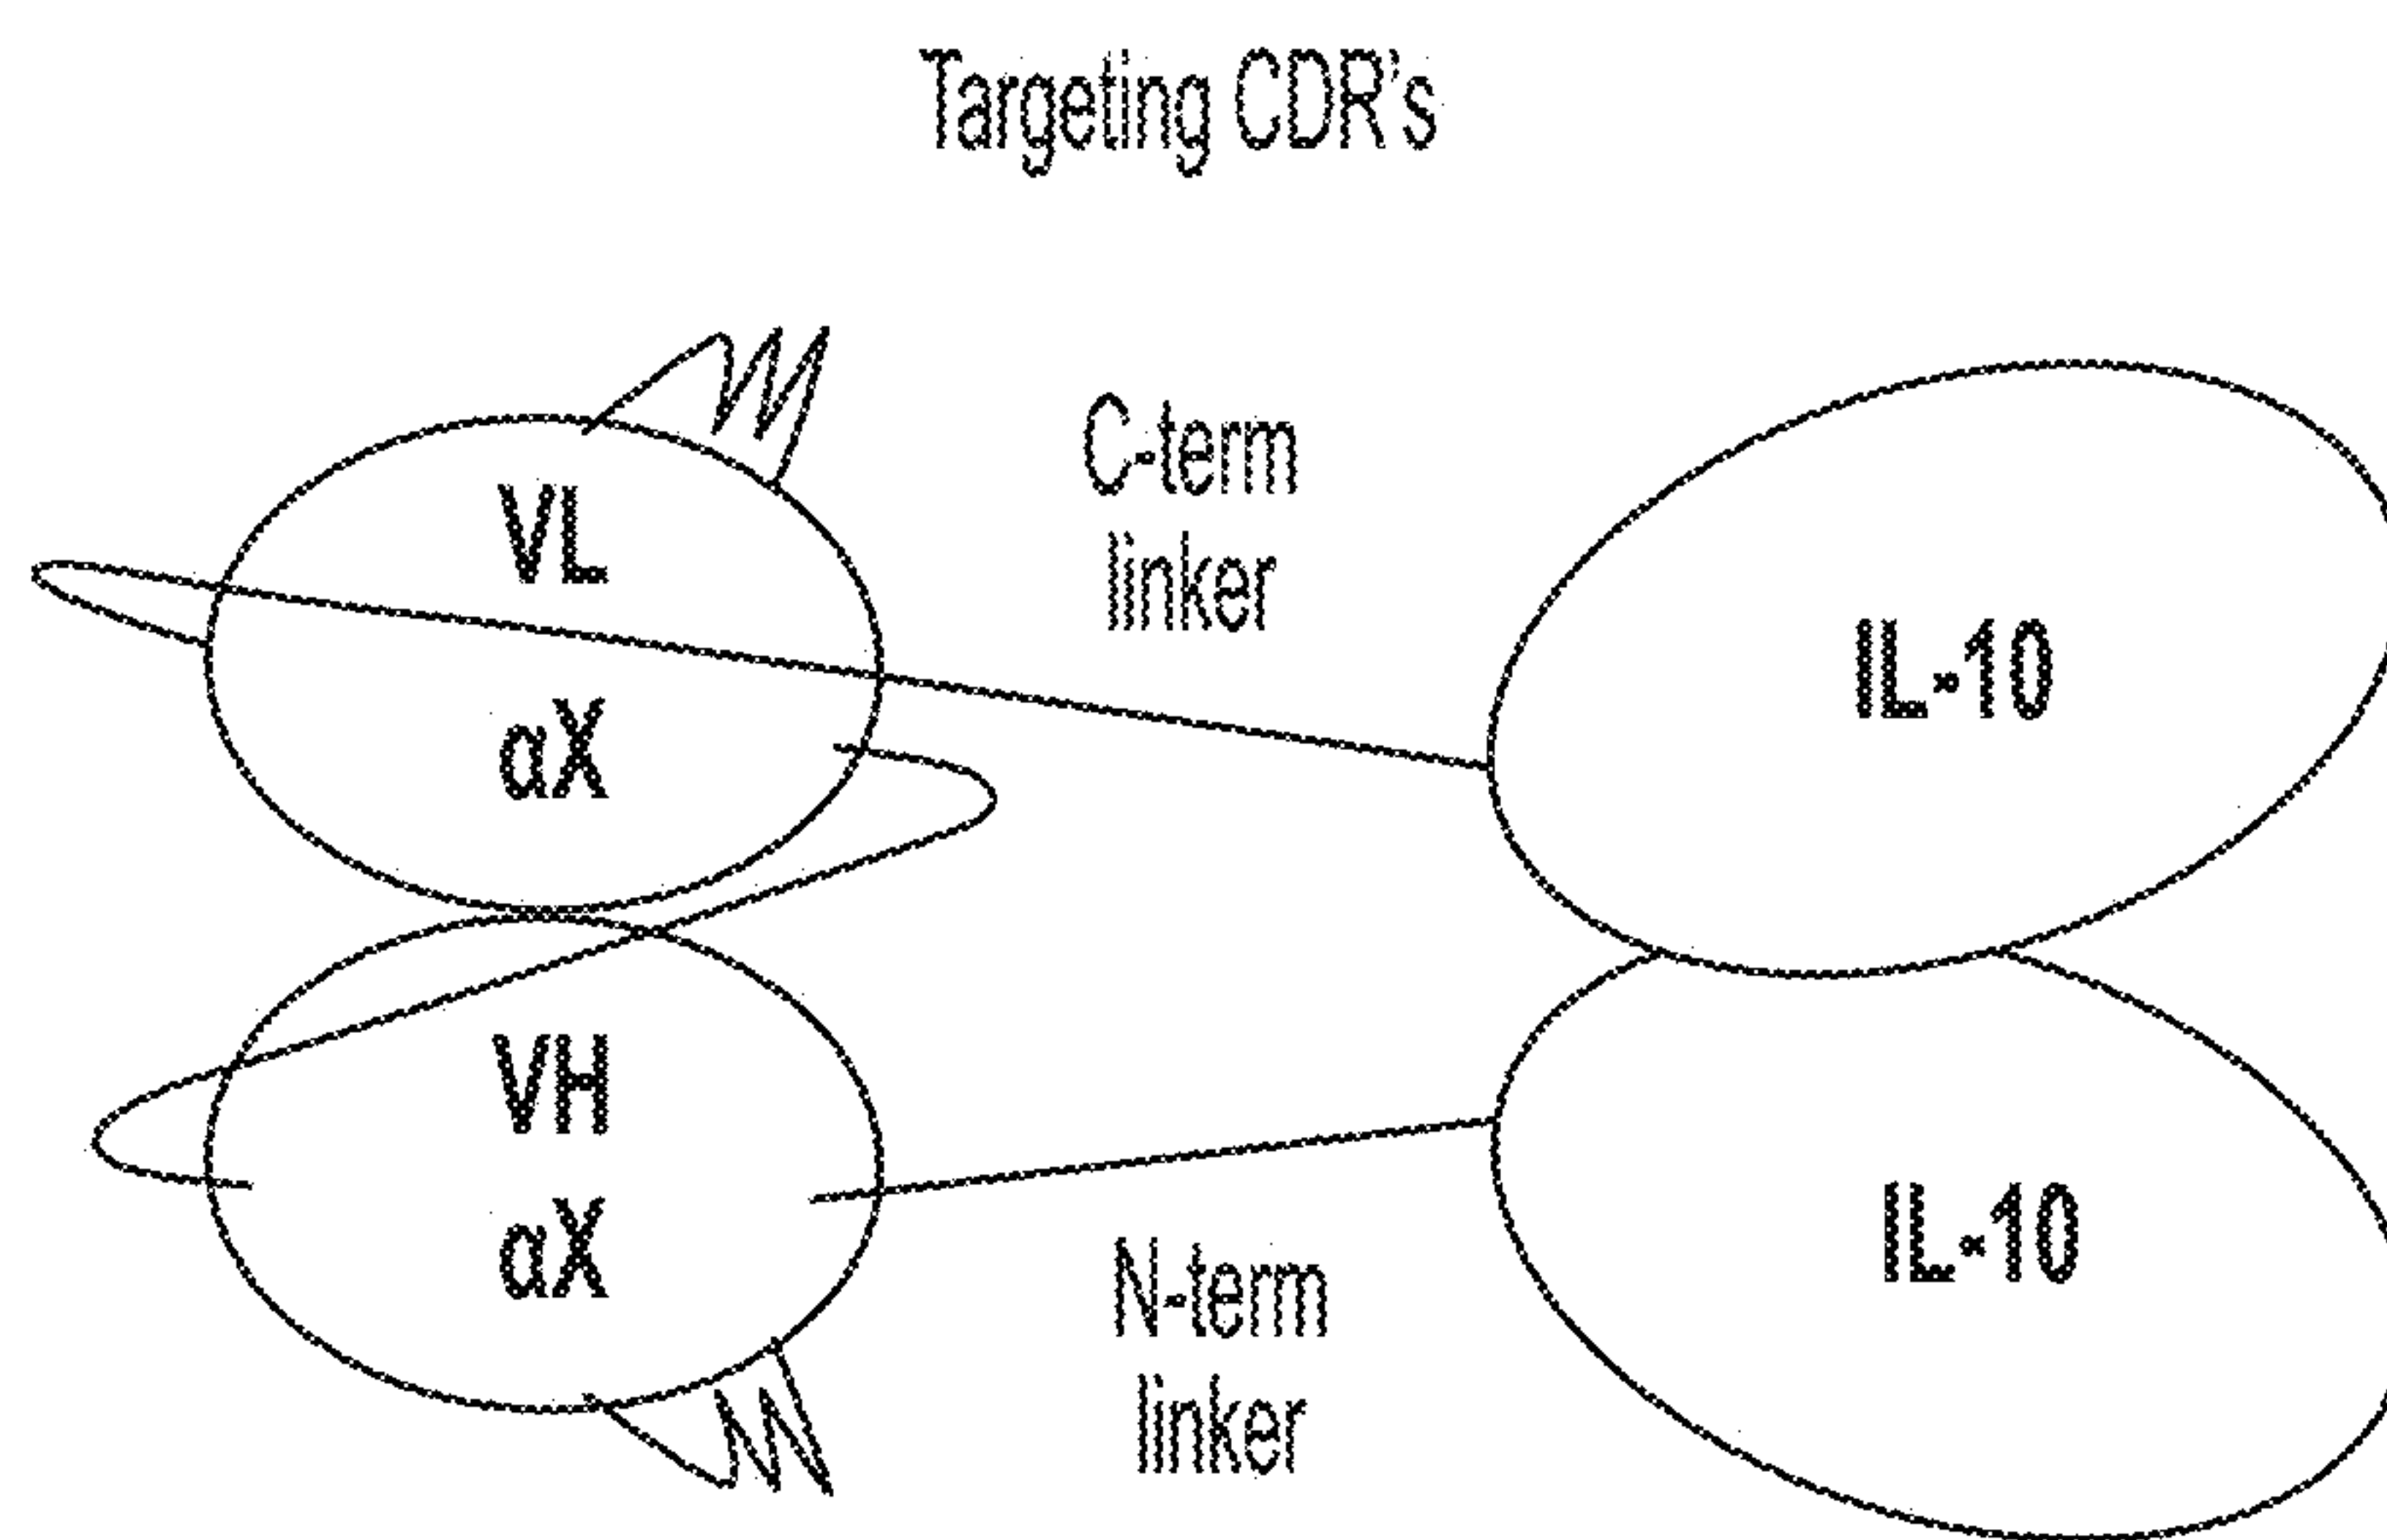 Targeting CDR's
VL
αX
C-term
linker
IL-10
VH
αX
N-term
linker
IL-10